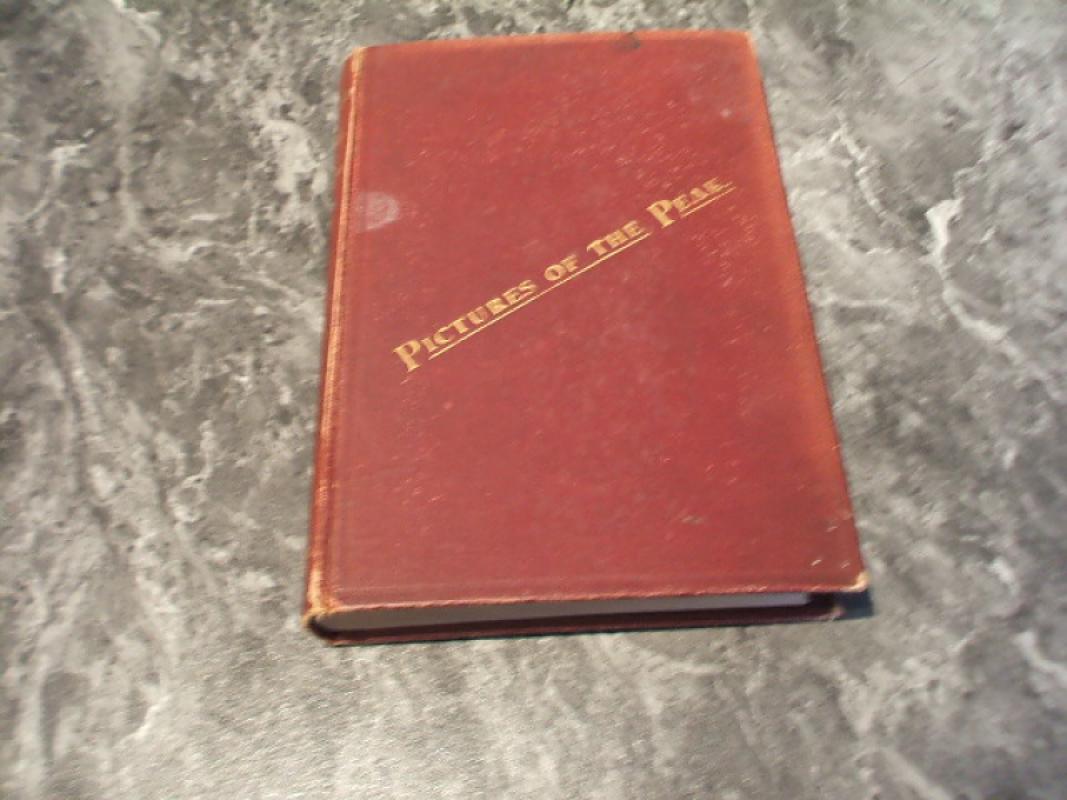 PICTURES OF THE PEAK